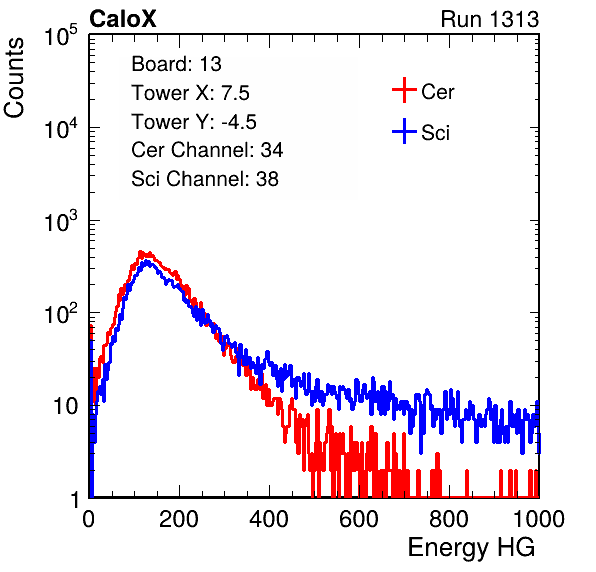 CaloX Run 1313
Counts
Board: 13
Tower X: 7.5
Tower Y: -4.5
Cer Channel: 34
Sci Channel: 38
Cer
Sci
10^5
10^4
10^3
10^2
10
1
0 200 400 600 800 1000
Energy HG